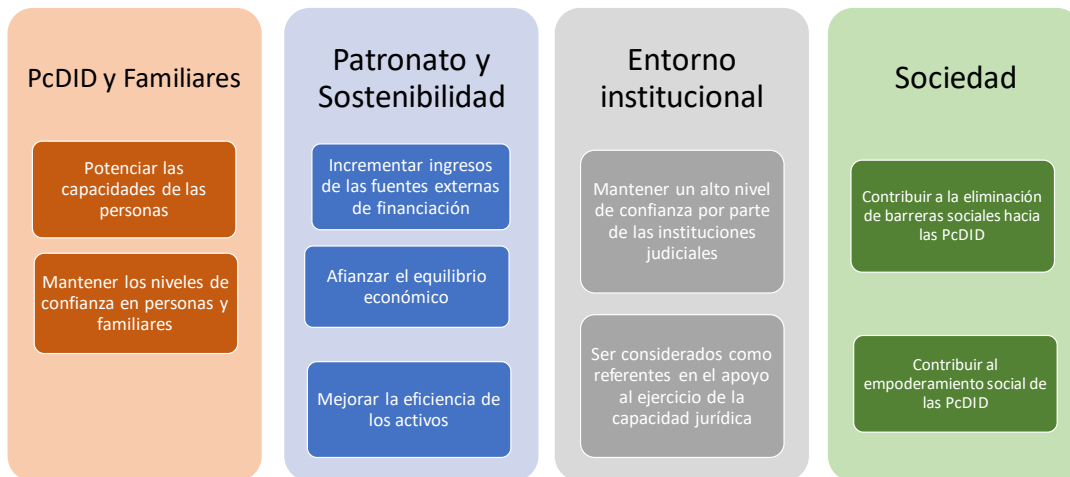 PcDID y Familiares
Potenciar las
capacidades de las
personas
Mantener los niveles de
confianza en personas y
familiares
Patronato y
Sostenibilidad
Incrementar ingresos
de las fuentes externas
de financiación
Afianzar el equilibrio
económico
Mejorar la eficiencia de
los activos
Entorno
institucional
Mantener un alto nivel
de confianza por parte
de las instituciones
judiciales
Ser considerados como
referentes en el apoyo
al ejercicio de la
capacidad jurídica
Sociedad
Contribuir a la eliminación
de barreras sociales hacia
las PcDID
Contribuir al
empoderamiento social de
las PcDID